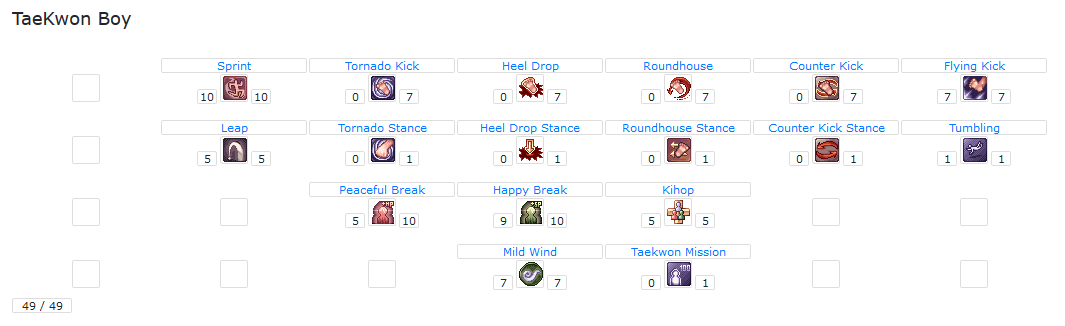 TaeKwon Boy
Sprint Tornado Kick Heel Drop Roundhouse Counter Kick Flying Kick
10 10 0 7 0 7 0 7 0 7 7 7
Leap Tornado Stance Heel Drop Stance Roundhouse Stance Counter Kick Stance Tumbling
5 5 0 1 0 1 0 1 0 1 1 1
Peaceful Break Happy Break Kihop
+HP +SP
5 10 9 10 5 5
Mild Wind Taekwon Mission
100
7 7 0 1
49 / 49